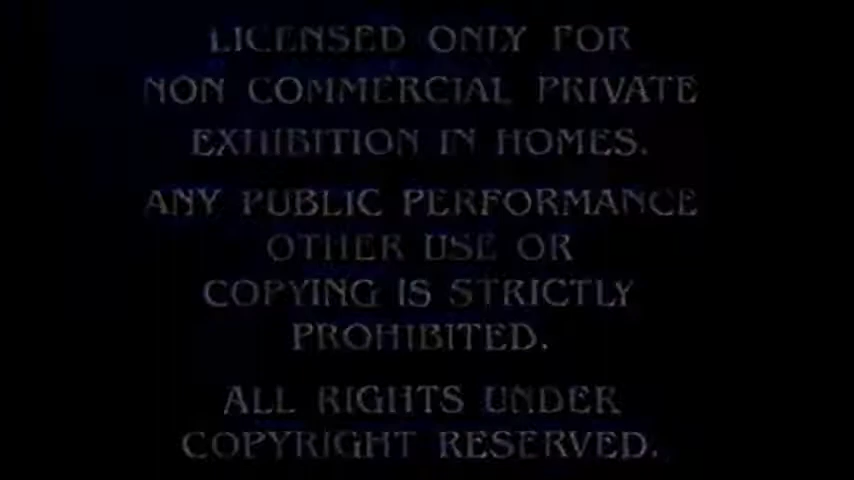 LICENSED ONLY FOR
NON COMMERCIAL PRIVATE
EXHIBITION IN HOMES.
ANY PUBLIC PERFORMANCE
OTHER USE OR
COPYING IS STRICTLY
PROHIBITED.
ALL RIGHTS UNDER
COPYRIGHT RESERVED.